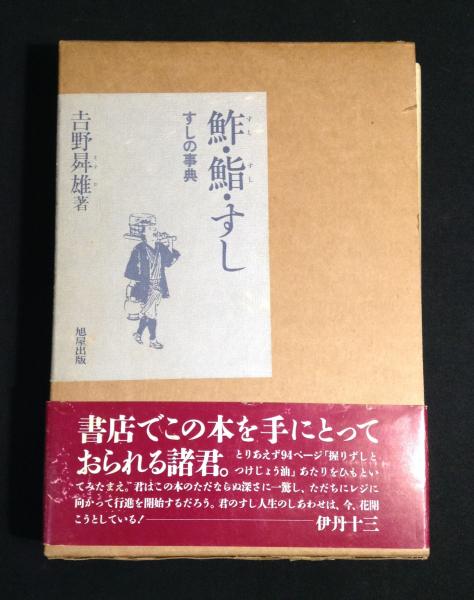 鮓・鮨・すし
すし
すし
すしの事典
吉野曻雄著
ますお
旭屋出版
書店でこの本を手にとって
おられる諸君。
とりあえず94ページ「握りずしと
つけじょう油」あたりをひもとい
てみたまえ。君はこの本のただならぬ深さに一驚し、ただちにレジに
向かって行進を開始するだろう。君のすし人生のしあわせは、今、花開
こうとしている!
伊丹十三